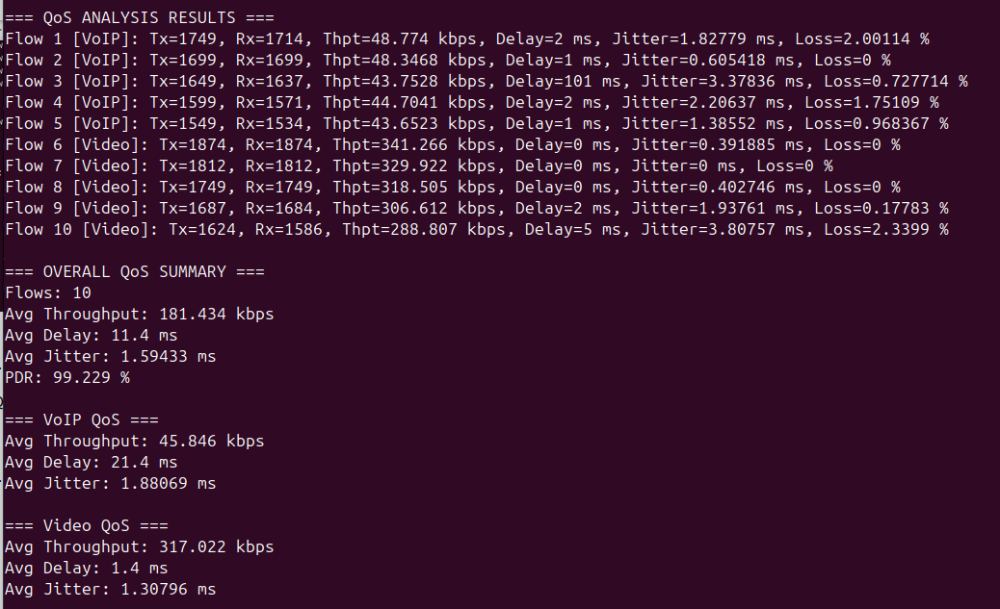 === QoS ANALYSIS RESULTS ===
Flow 1 [VoIP]: Tx=1749, Rx=1714, Thpt=48.774 kbps, Delay=2 ms, Jitter=1.82779 ms, Loss=2.00114 %
Flow 2 [VoIP]: Tx=1699, Rx=1699, Thpt=48.3468 kbps, Delay=1 ms, Jitter=0.605418 ms, Loss=0 %
Flow 3 [VoIP]: Tx=1649, Rx=1637, Thpt=43.7528 kbps, Delay=101 ms, Jitter=3.37836 ms, Loss=0.727714 %
Flow 4 [VoIP]: Tx=1599, Rx=1571, Thpt=44.7041 kbps, Delay=2 ms, Jitter=2.20637 ms, Loss=1.75109 %
Flow 5 [VoIP]: Tx=1549, Rx=1534, Thpt=43.6523 kbps, Delay=1 ms, Jitter=1.38552 ms, Loss=0.968367 %
Flow 6 [Video]: Tx=1874, Rx=1874, Thpt=341.266 kbps, Delay=0 ms, Jitter=0.391885 ms, Loss=0 %
Flow 7 [Video]: Tx=1812, Rx=1812, Thpt=329.922 kbps, Delay=0 ms, Jitter=0 ms, Loss=0 %
Flow 8 [Video]: Tx=1749, Rx=1749, Thpt=318.505 kbps, Delay=0 ms, Jitter=0.402746 ms, Loss=0 %
Flow 9 [Video]: Tx=1687, Rx=1684, Thpt=306.612 kbps, Delay=2 ms, Jitter=1.93761 ms, Loss=0.17783 %
Flow 10 [Video]: Tx=1624, Rx=1586, Thpt=288.807 kbps, Delay=5 ms, Jitter=3.80757 ms, Loss=2.3399 %

=== OVERALL QoS SUMMARY ===
Flows: 10
Avg Throughput: 181.434 kbps
Avg Delay: 11.4 ms
Avg Jitter: 1.59433 ms
PDR: 99.229 %

=== VoIP QoS ===
Avg Throughput: 45.846 kbps
Avg Delay: 21.4 ms
Avg Jitter: 1.88069 ms

=== Video QoS ===
Avg Throughput: 317.022 kbps
Avg Delay: 1.4 ms
Avg Jitter: 1.30796 ms